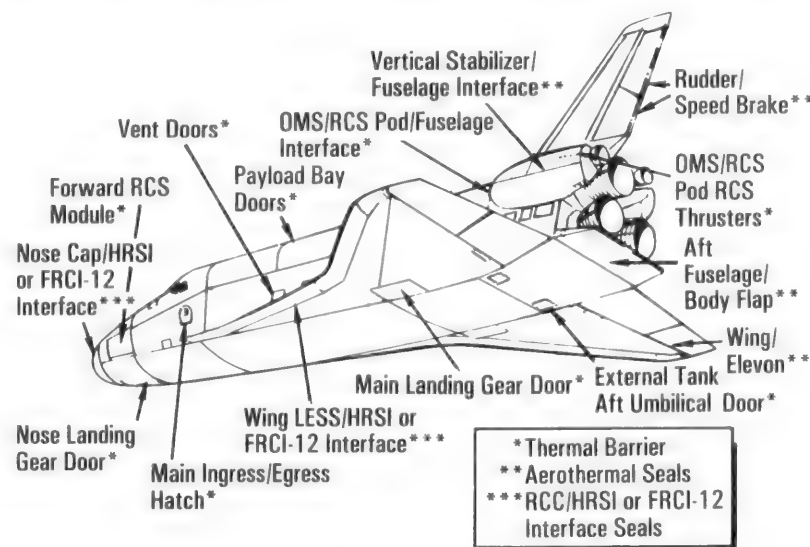 Vertical Stabilizer/
Fuselage Interface**
Rudder/
Speed Brake**
Vent Doors*
OMS/RCS Pod/Fuselage
Interface*
OMS/RCS
Pod RCS
Thrusters*
Forward RCS
Module*
Payload Bay
Doors*
Nose Cap/HRSI
or FRCI-12
Interface***
Aft
Fuselage/
Body Flap**
Wing/
Elevon**
Main Landing Gear Door*
External Tank
Aft Umbilical Door*
Wing LESS/HRSI or
FRCI-12 Interface***
Nose Landing
Gear Door*
Main Ingress/Egress
Hatch*
*Thermal Barrier
**Aerothermal Seals
***RCC/HRSI or FRCI-12
Interface Seals